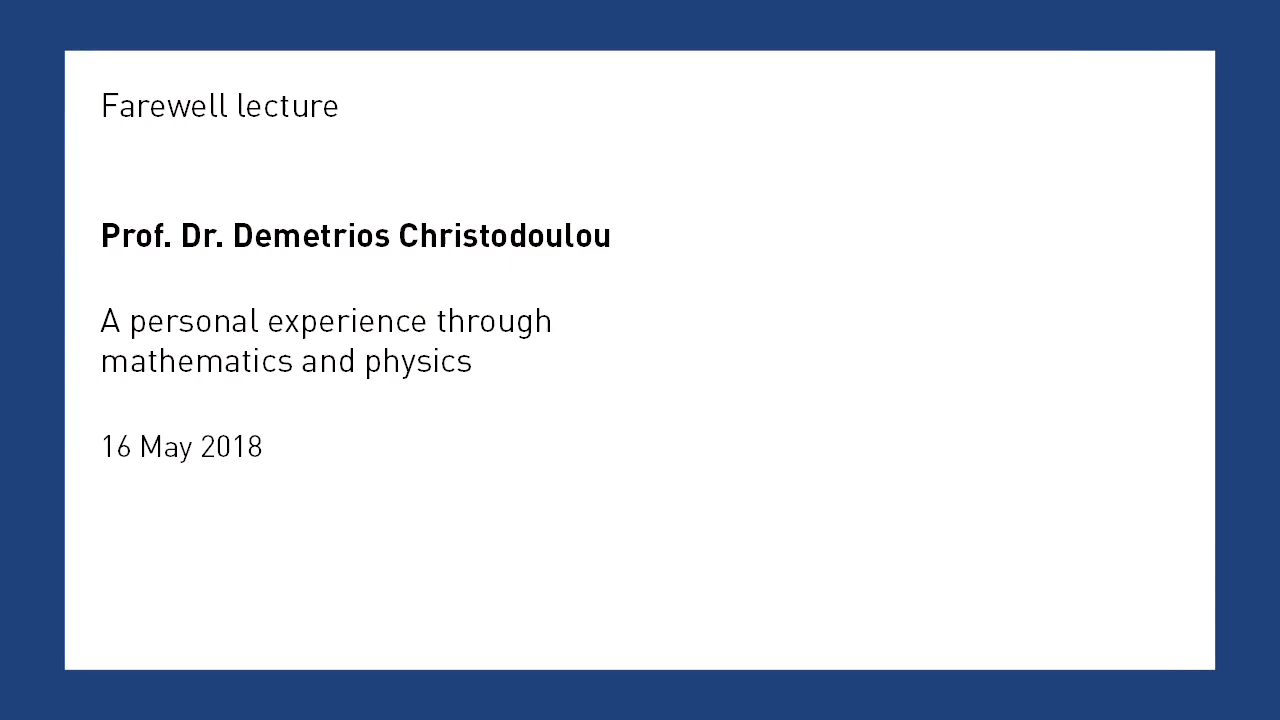 Farewell lecture
Prof. Dr. Demetrios Christodoulou
A personal experience through
mathematics and physics
16 May 2018